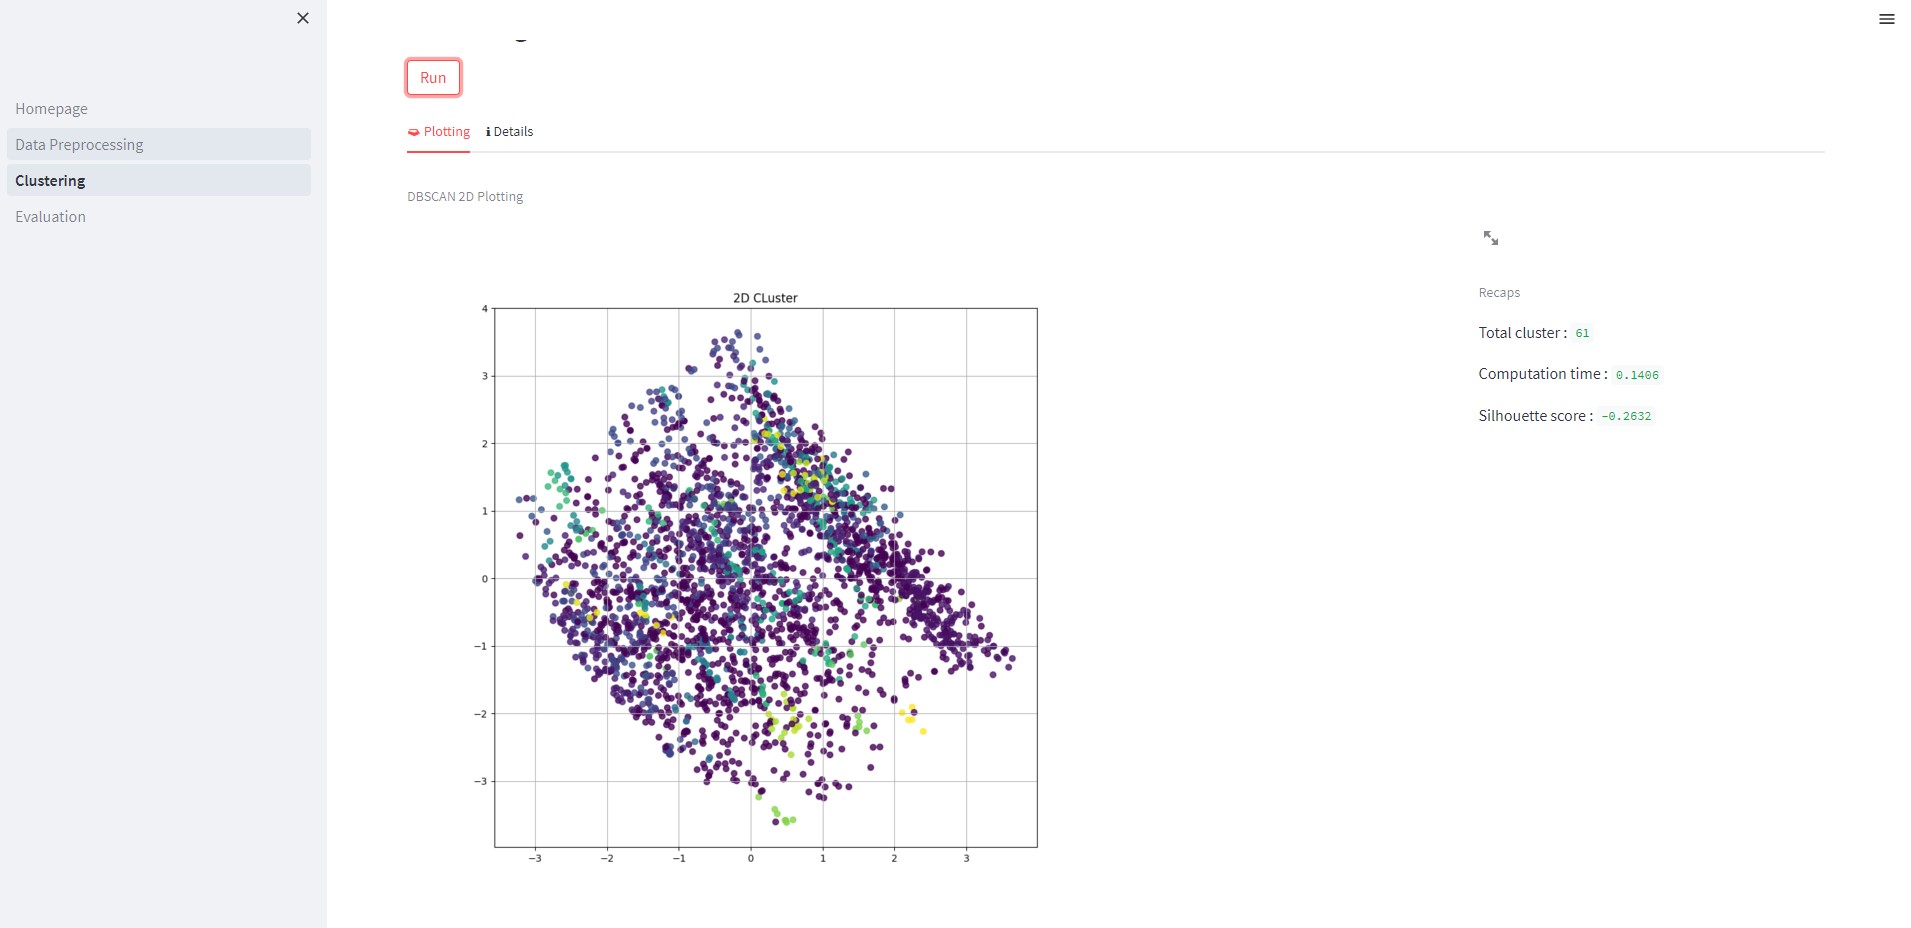 Homepage
Data Preprocessing
Clustering
Evaluation
Run
Plotting
Details
DBSCAN 2D Plotting
2D CLuster
4
3
2
1
0
−1
−2
−3
−3 −2 −1 0 1 2 3
Recaps
Total cluster : 61
Computation time : 0.1406
Silhouette score : -0.2632